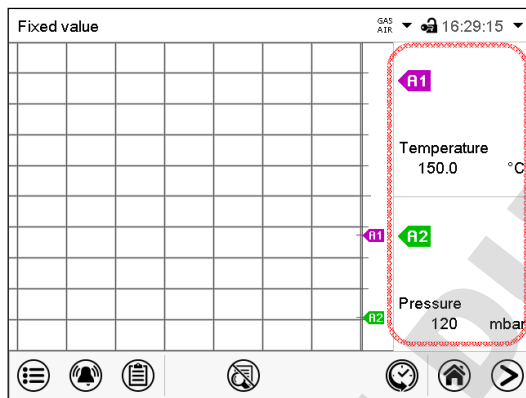 Fixed value
GAS
AIR
16:29:15
A1
Temperature
150.0 °C
A1
A2
A2
Pressure
120 mbar